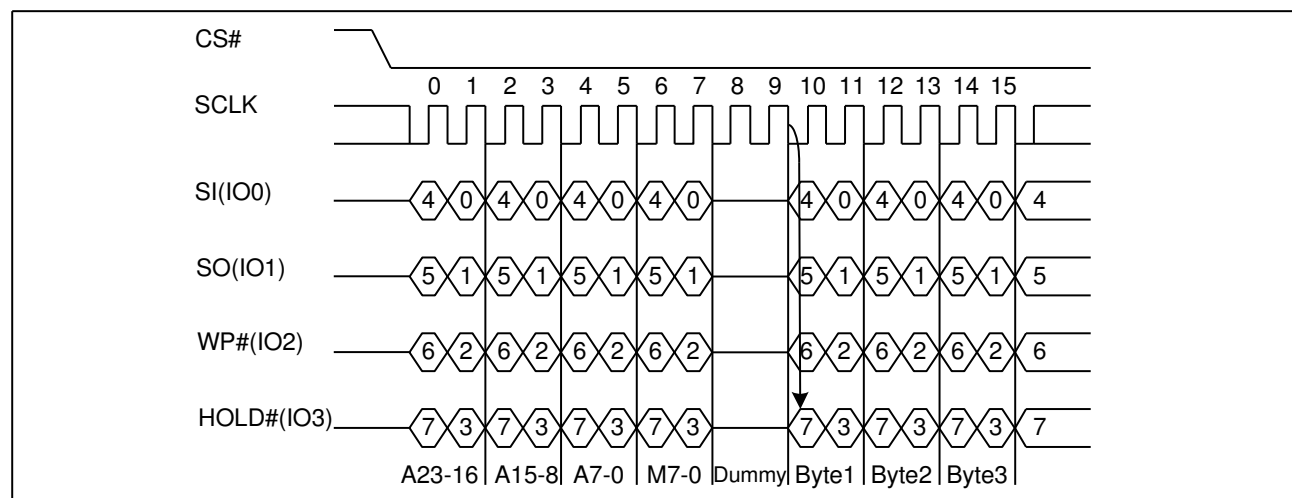 CS#
0 1 2 3 4 5 6 7 8 9 10 11 12 13 14 15
SCLK
SI(IO0) 4 0 4 0 4 0 4 0 4 0 4 0 4 0 4
SO(IO1) 5 1 5 1 5 1 5 1 5 1 5 1 5 1 5
WP#(IO2) 6 2 6 2 6 2 6 2 6 2 6 2 6 2 6
HOLD#(IO3) 7 3 7 3 7 3 7 3 7 3 7 3 7 3 7
A23-16 A15-8 A7-0 M7-0 Dummy Byte1 Byte2 Byte3